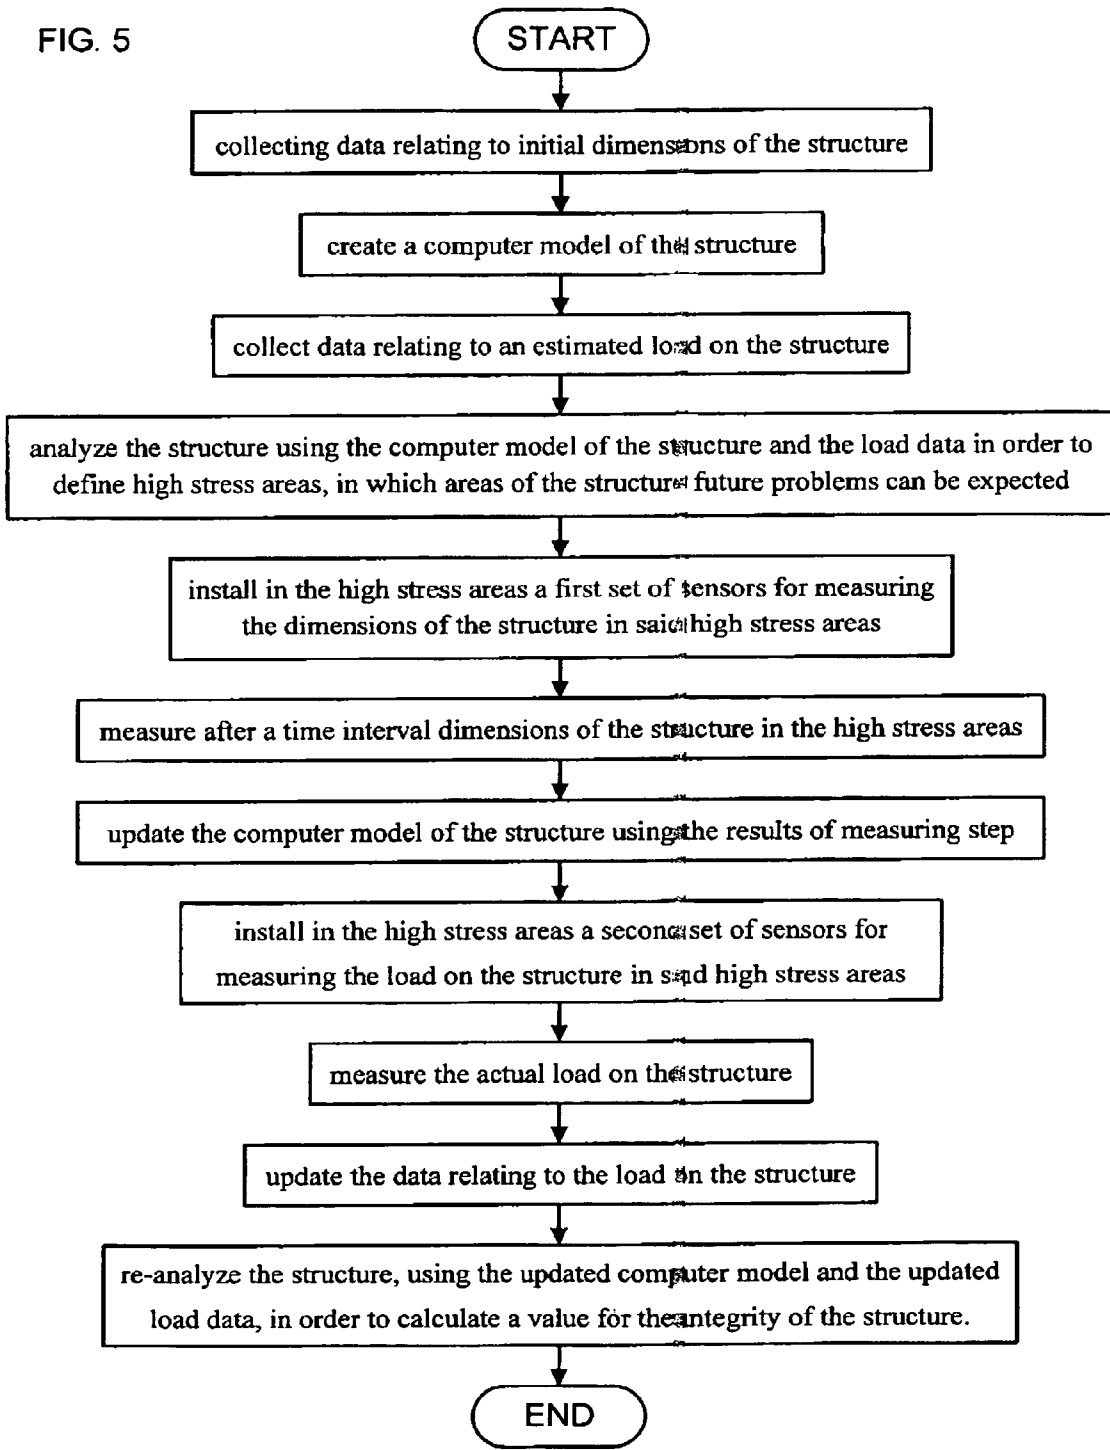 FIG. 5
START
collecting data relating to initial dimensions of the structure
create a computer model of the structure
collect data relating to an estimated load on the structure
analyze the structure using the computer model of the structure and the load data in order to
define high stress areas, in which areas of the structure future problems can be expected
install in the high stress areas a first set of sensors for measuring
the dimensions of the structure in said high stress areas
measure after a time interval dimensions of the structure in the high stress areas
update the computer model of the structure using the results of measuring step
install in the high stress areas a second set of sensors for
measuring the load on the structure in said high stress areas
measure the actual load on the structure
update the data relating to the load on the structure
re-analyze the structure, using the updated computer model and the updated
load data, in order to calculate a value for the integrity of the structure.
END